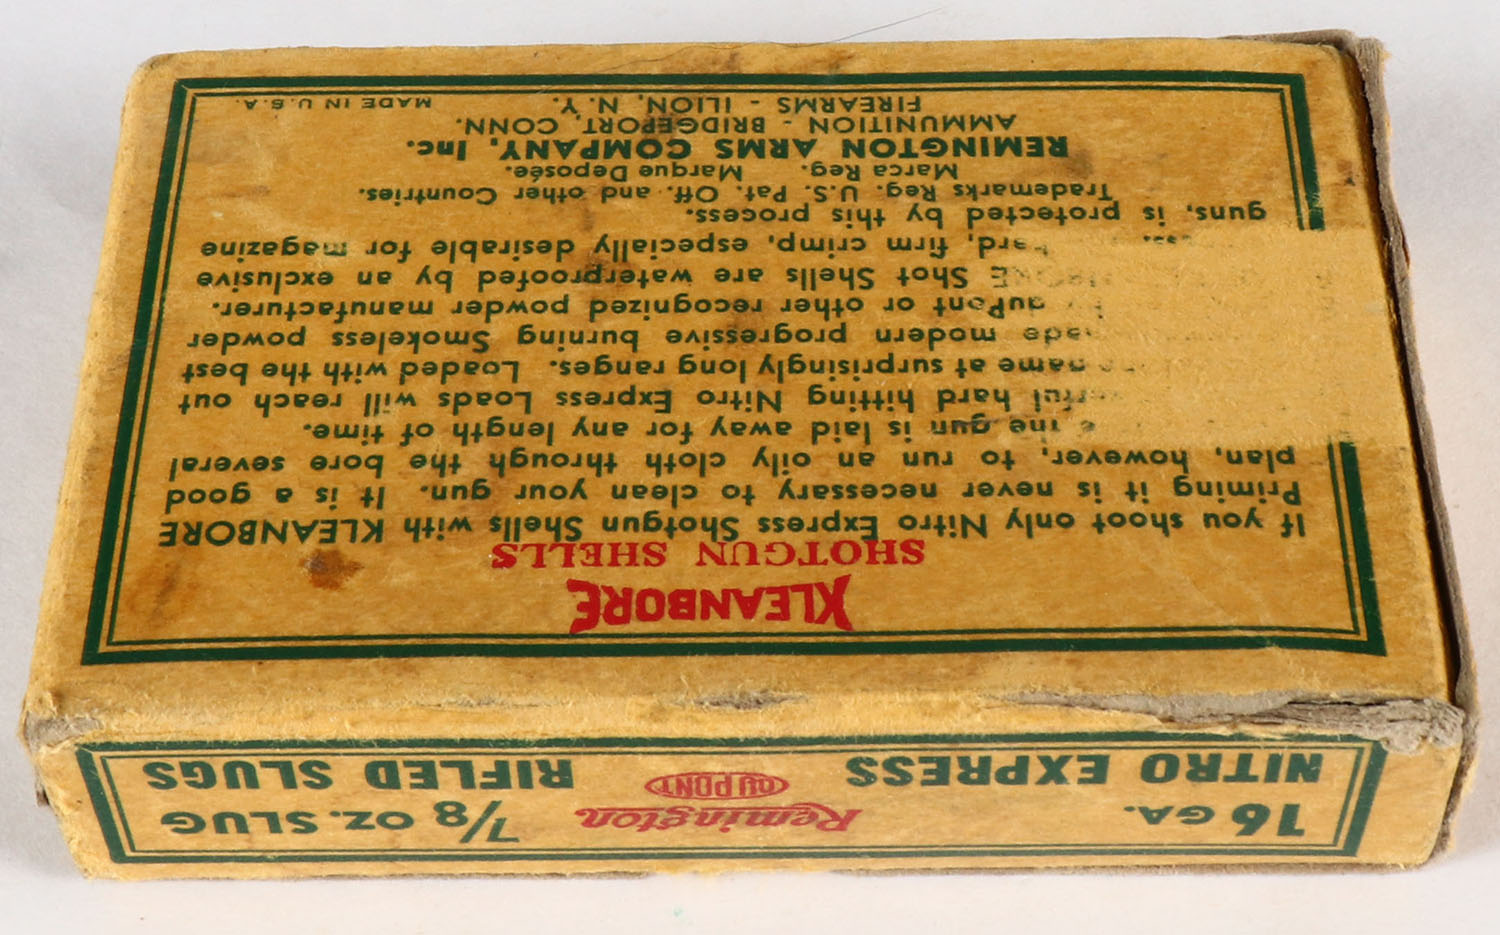 KLEANBORE
SHOTGUN SHELLS
If you shoot only Nitro Express Shotgun Shells with KLEANBORE
Priming it is never necessary to clean your gun. It is a good
plan, however, to run an oily cloth through the bore several
the gun is laid away for any length of time.
hard hitting Nitro Express Loads will reach out
name at surprisingly long ranges. Loaded with the best
modern progressive burning Smokeless powder
duPont or other recognized powder manufacturer.
Shot Shells are waterproofed by an exclusive
hard, firm crimp, especially desirable for magazine
guns, is protected by this process.
Trademarks Reg. U.S. Pat. Off. and other Countries.
Marca Reg. Marque Deposée.
REMINGTON ARMS COMPANY, Inc.
AMMUNITION - BRIDGEPORT, CONN.
FIREARMS - ILION, N.Y.
MADE IN U.S.A.
16 GA. Remington 7/8 OZ. SLUG
NITRO EXPRESS DU PONT RIFLED SLUGS